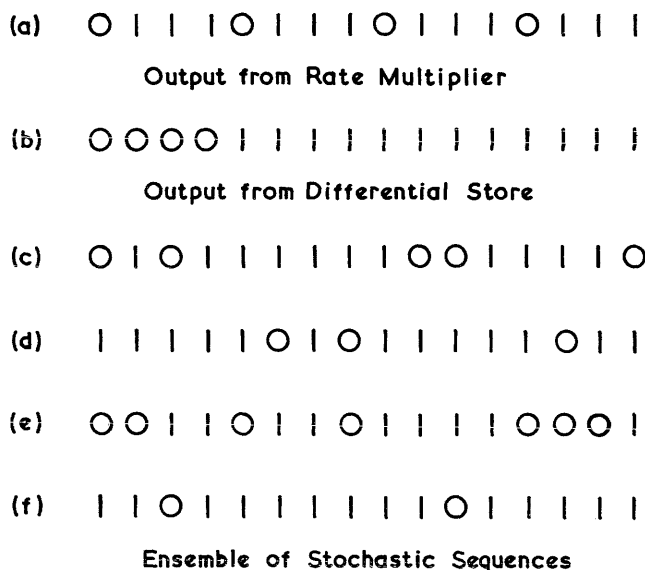 (a) O | | | O | | | O | | | O | | |
Output from Rate Multiplier
(b) O O O O | | | | | | | | | | | |
Output from Differential Store
(c) O | O | | | | | | O O | | | | O
(d) | | | | | O | O | | | | | O | |
(e) O O | | O | | O | | | | O O O |
(f) | | O | | | | | | | O | | | | |
Ensemble of Stochastic Sequences